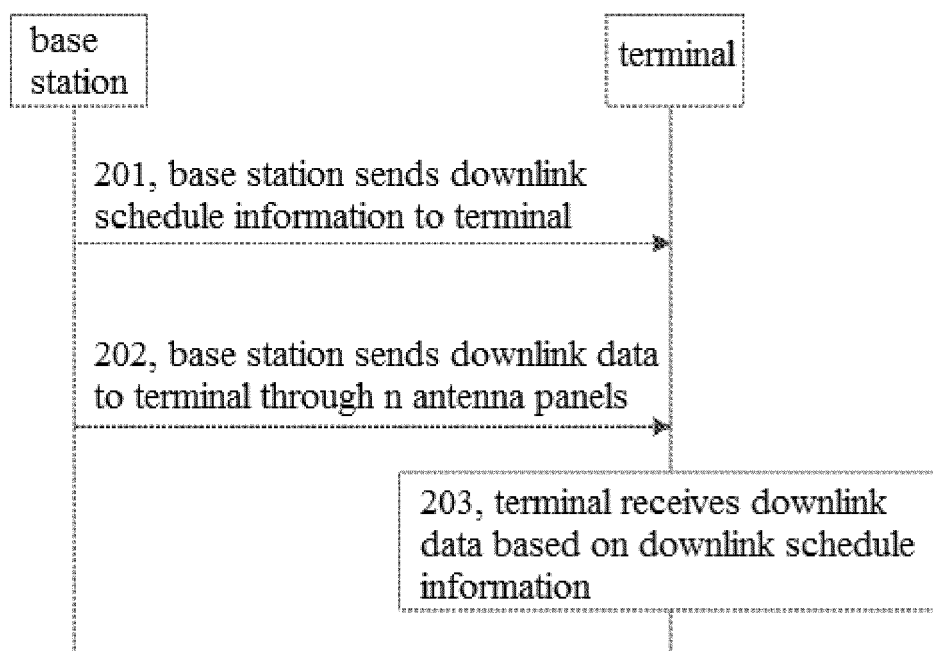 base
station
terminal
201, base station sends downlink
schedule information to terminal
202, base station sends downlink data
to terminal through n antenna panels
203, terminal receives downlink
data based on downlink schedule
information